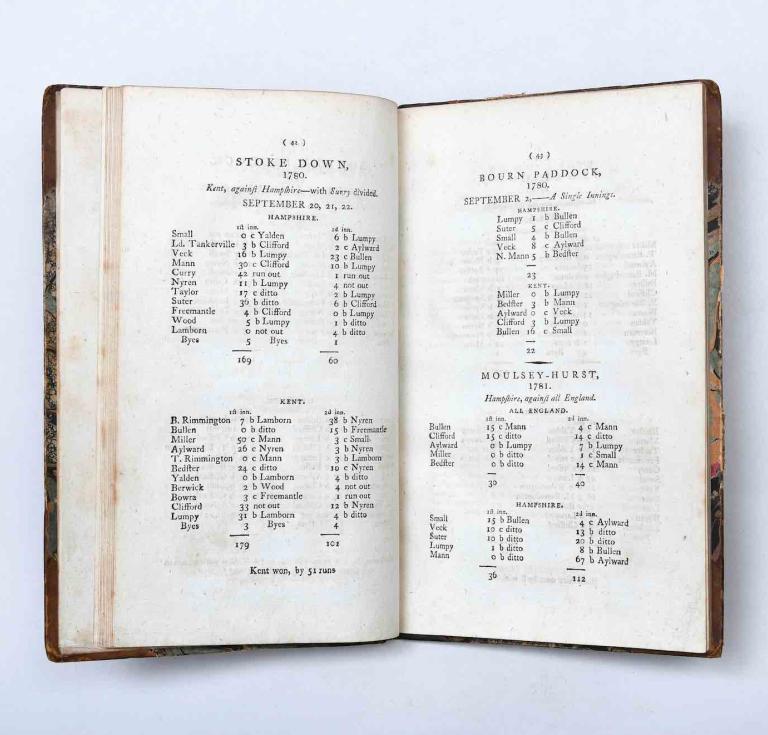 ( 42 )
STOKE DOWN,
1780.
Kent, againſt Hampſhire—with Surry divided.
SEPTEMBER 20, 21, 22.
HAMPSHIRE.
1ſt inn. 2d inn.
Small 0 c Yalden 6 b Lumpy
Ld. Tankerville 3 b Clifford 2 c Aylward
Veck 16 b Lumpy 23 c Bullen
Mann 30 c Clifford 10 b Lumpy
Curry 42 run out 1 run out
Nyren 11 b Lumpy 4 not out
Taylor 17 c ditto 2 b Lumpy
Suter 36 b ditto 6 b Clifford
Freemantle 4 b Clifford 0 b Lumpy
Wood 5 b Lumpy 1 b ditto
Lamborn 0 not out 4 b ditto
Byes 5 Byes 1
169 60
KENT.
1ſt inn. 2d inn.
B. Rimmington 7 b Lamborn 38 b Nyren
Bullen 0 b ditto 15 b Freemantle
Miller 50 c Mann 3 c Small
Aylward 26 c Nyren 3 b Nyren
T. Rimmington 0 c Mann 3 b Lamborn
Bedſter 24 c ditto 10 c Nyren
Yalden 0 b Lamborn 4 b ditto
Berwick 2 b Wood 4 not out
Bowra 3 c Freemantle 1 run out
Clifford 33 not out 12 b Nyren
Lumpy 31 b Lamborn 4 b ditto
Byes 3 Byes 4
179 101
Kent won, by 51 runs
( 43 )
BOURN PADDOCK,
1780.
SEPTEMBER 2,——A Single Innings.
HAMPSHIRE.
Lumpy 1 b Bullen
Suter 5 c Clifford
Small 4 b Bullen
Veck 8 c Aylward
N. Mann 5 b Bedſter
23
KENT.
Miller 0 b Lumpy
Bedſter 3 b Mann
Aylward 0 c Veck
Clifford 3 b Lumpy
Bullen 16 c Small
22
MOULSEY-HURST,
1781.
Hampſhire, againſt all England.
ALL ENGLAND.
1ſt inn. 2d inn.
Bullen 15 c Mann 4 c Mann
Clifford 15 c ditto 14 c ditto
Aylward 0 b Lumpy 7 b Lumpy
Miller 0 b ditto 1 c Small
Bedſter 0 b ditto 14 c Mann
30 40
HAMPSHIRE.
1ſt inn. 2d inn.
Small 15 b Bullen 4 c Aylward
Veck 10 c ditto 13 b ditto
Suter 10 b ditto 20 b ditto
Lumpy 1 b ditto 8 b Bullen
Mann 0 b ditto 67 b Aylward
36 112